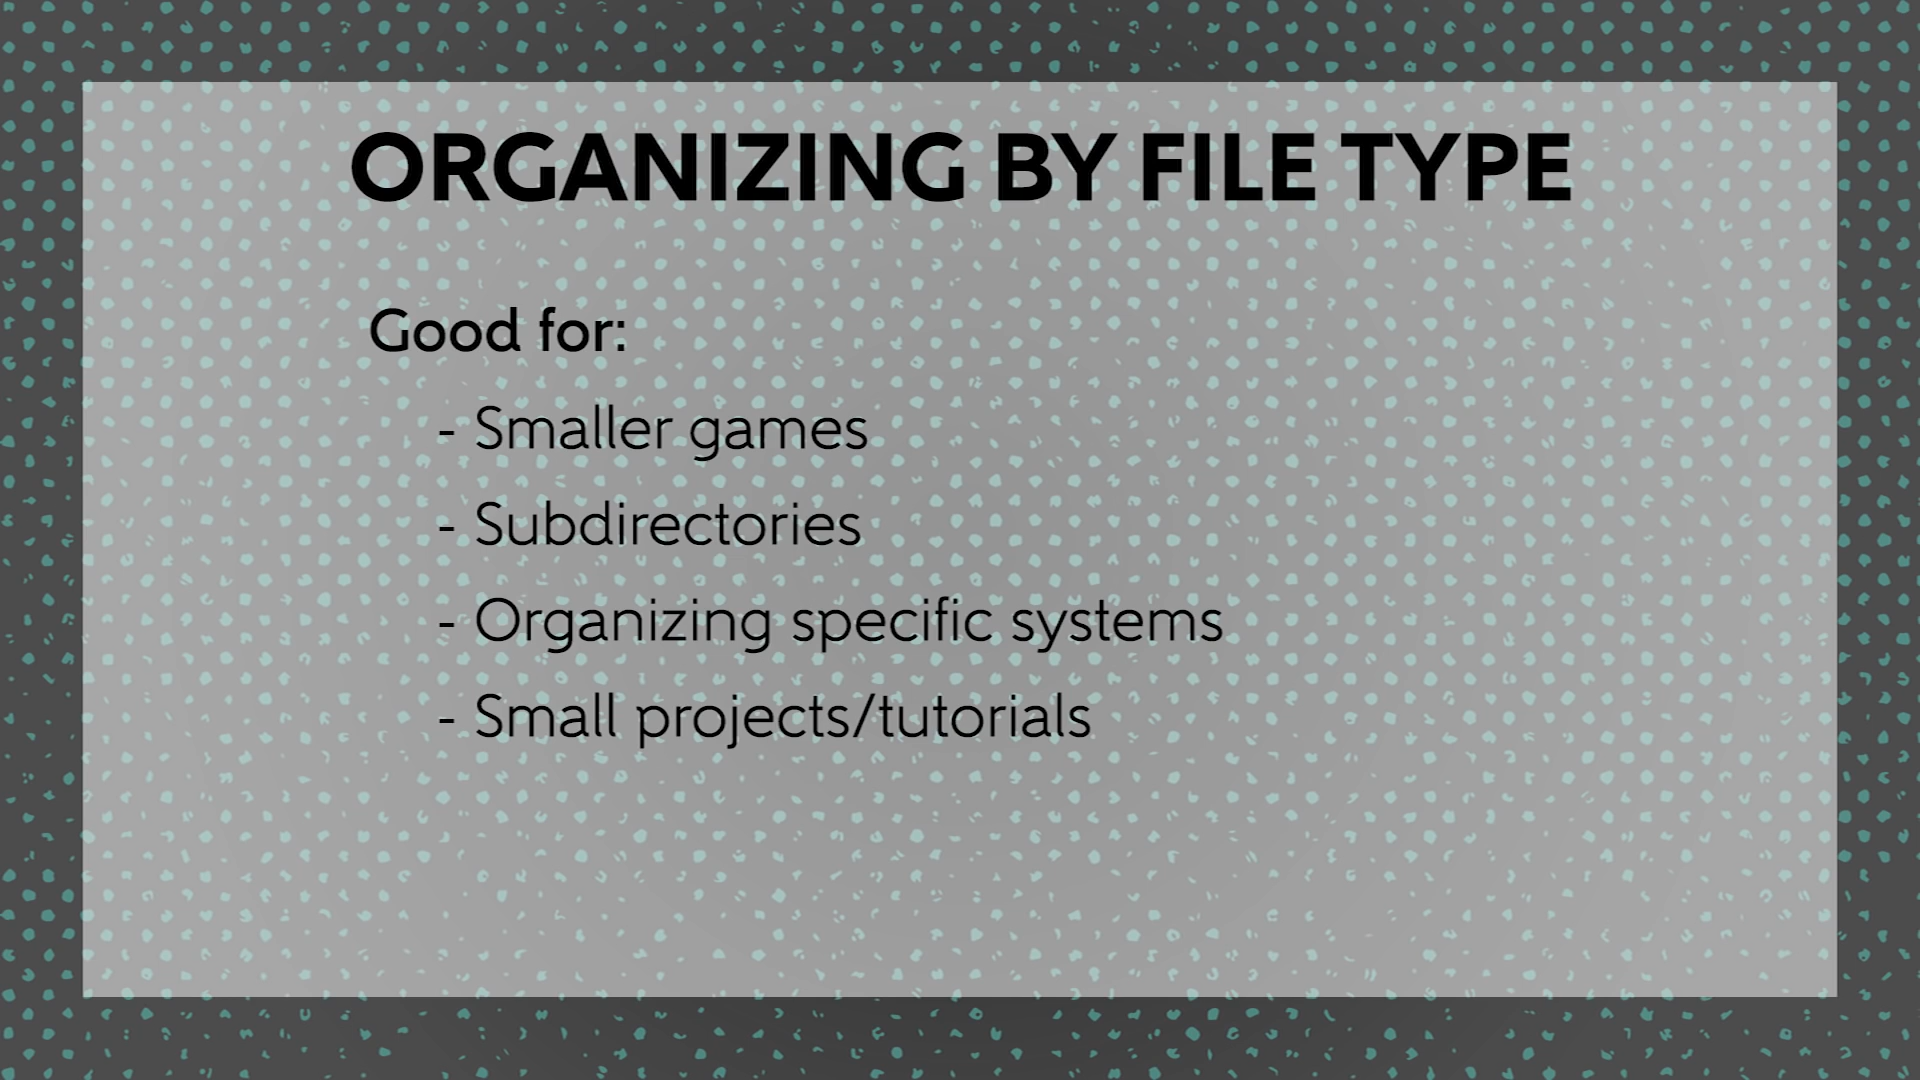 ORGANIZING BY FILE TYPE
Good for:
- Smaller games
- Subdirectories
- Organizing specific systems
- Small projects/tutorials